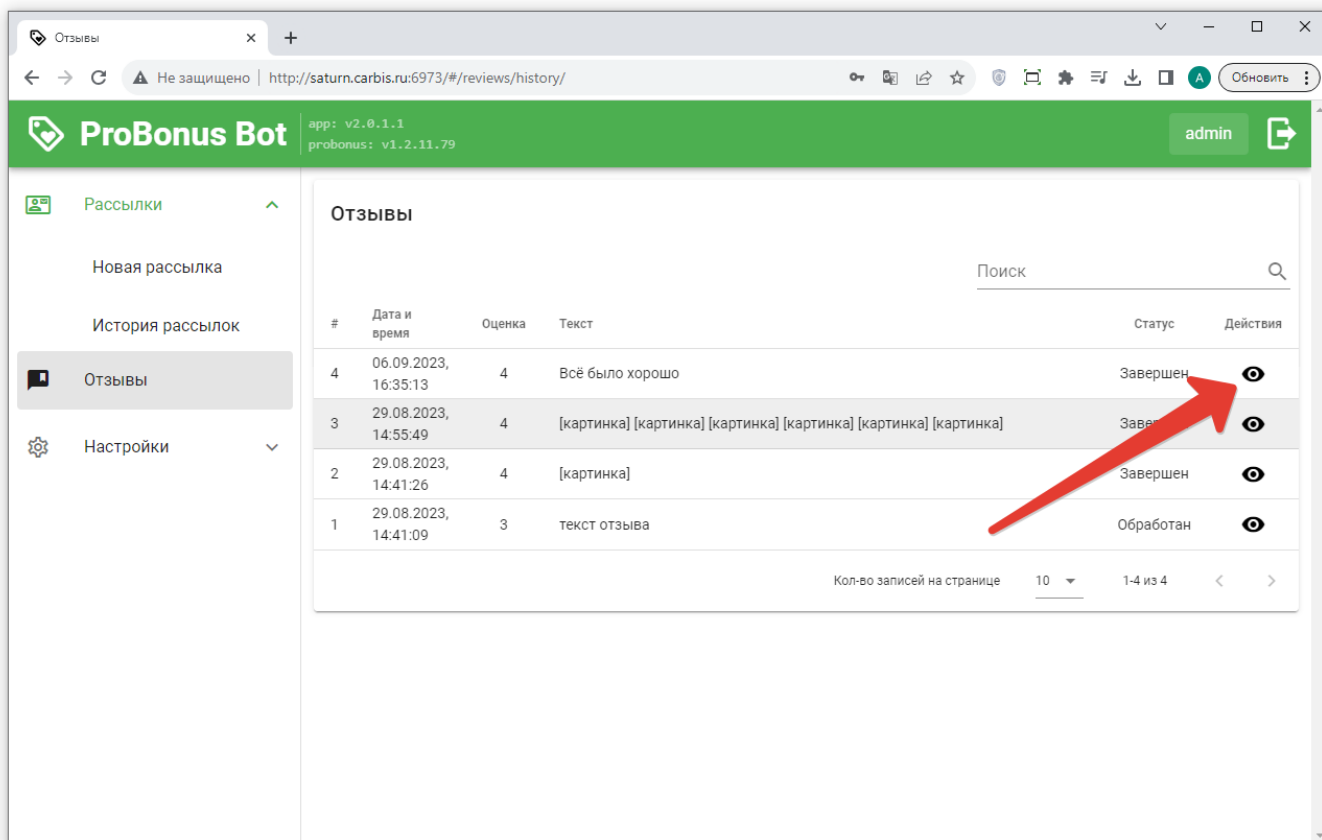 Отзывы
Не защищено http://saturn.carbis.ru:6973/#/reviews/history/
A
Обновить
ProBonus Bot
app: v2.0.1.1
probonus: v1.2.11.79
admin
Рассылки
Новая рассылка
История рассылок
Отзывы
Настройки
Отзывы
Поиск
# Дата и время Оценка Текст Статус Действия
4 06.09.2023, 16:35:13 4 Всё было хорошо Завершен
3 29.08.2023, 14:55:49 4 [картинка] [картинка] [картинка] [картинка] [картинка] [картинка]
2 29.08.2023, 14:41:26 4 [картинка] Завершен
1 29.08.2023, 14:41:09 3 текст отзыва Обработан
Кол-во записей на странице 10 1-4 из 4